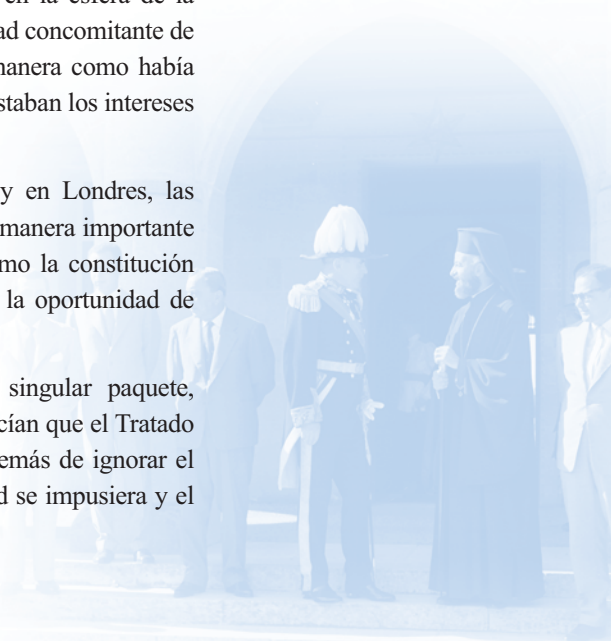 en la esfera de la
ad concomitante de
manera como había
staban los intereses
y en Londres, las
manera importante
mo la constitución
la oportunidad de
singular paquete,
cían que el Tratado
emás de ignorar el
d se impusiera y el